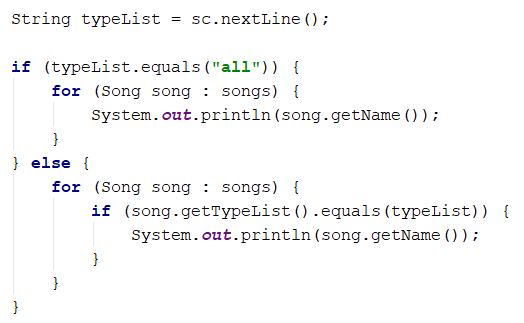 String typeList = sc.nextLine();
if (typeList.equals("all")) {
for (Song song : songs) {
System.out.println(song.getName());
}
} else {
for (Song song : songs) {
if (song.getTypeList().equals(typeList)) {
System.out.println(song.getName());
}
}
}